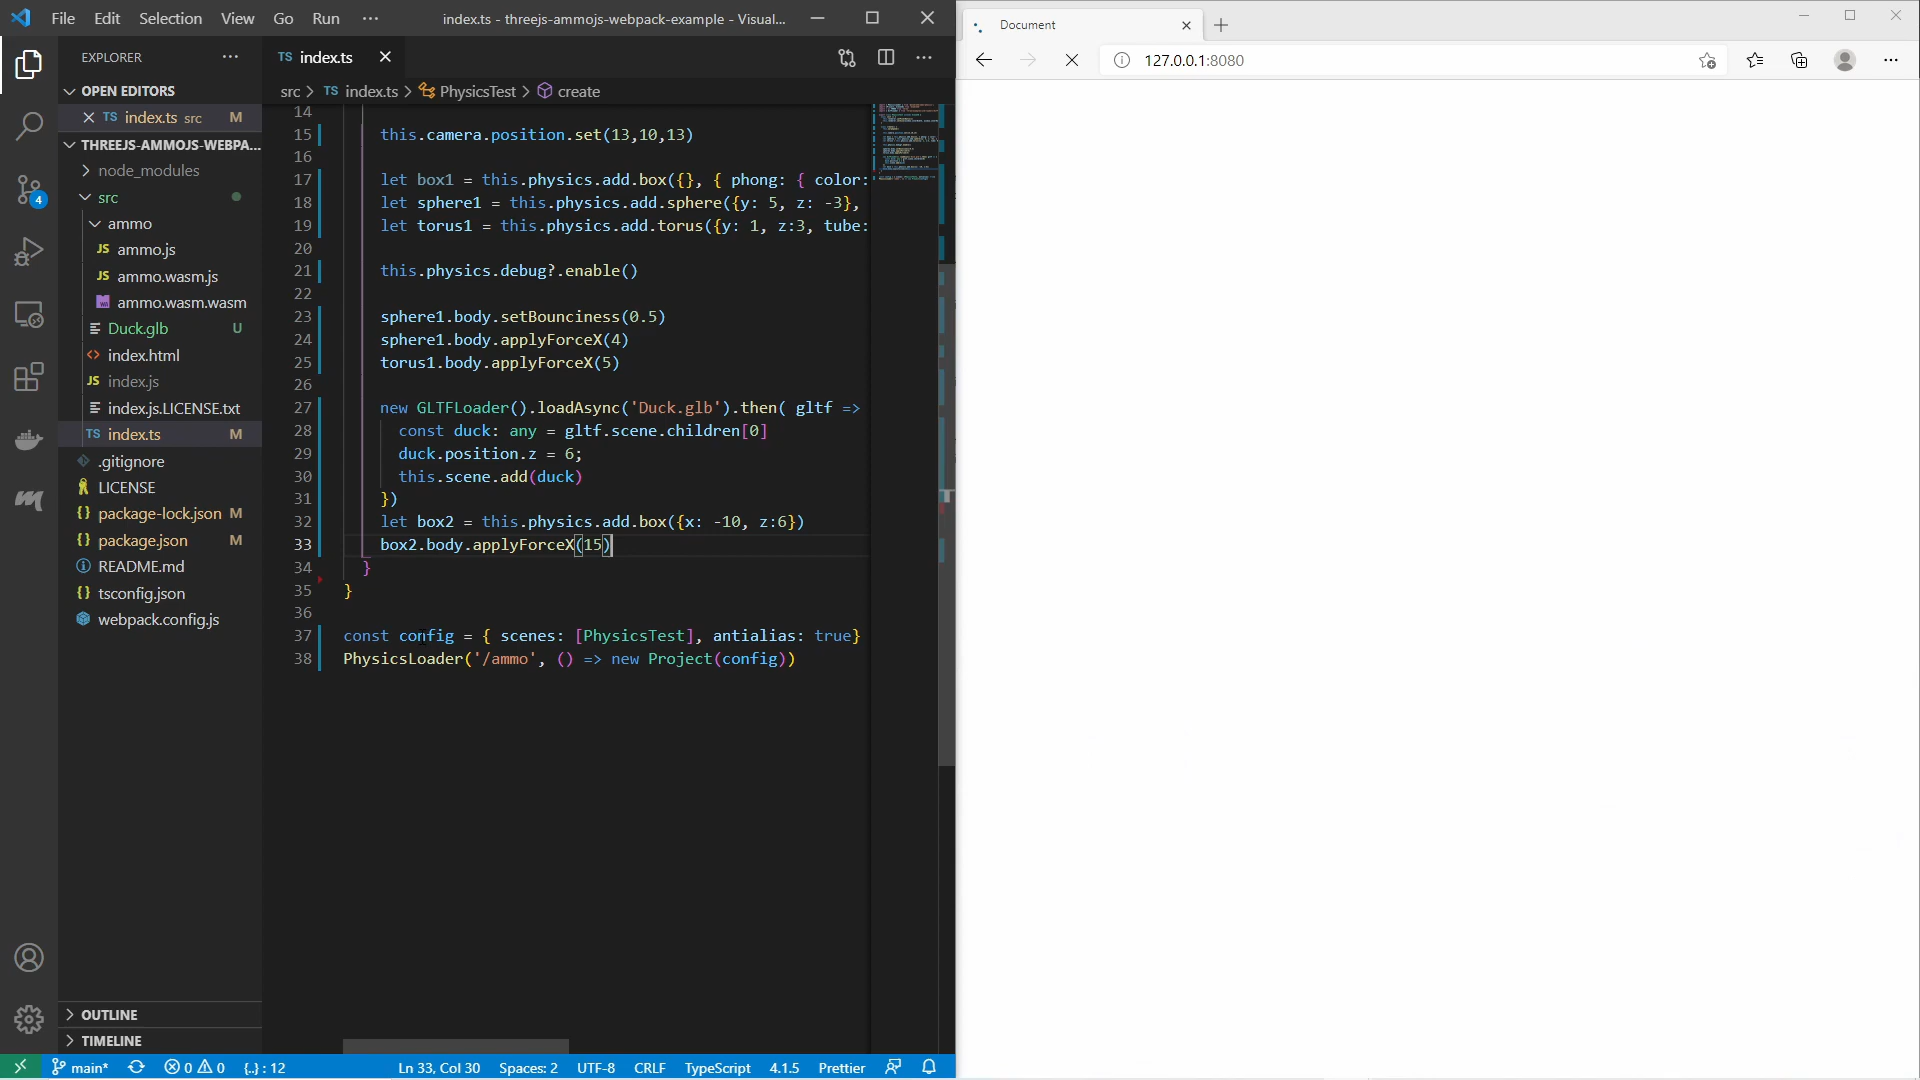 File Edit Selection View Go Run ···
index.ts - threejs-ammojs-webpack-example - Visual...
EXPLORER
OPEN EDITORS
TS index.ts src M
THREEJS-AMMOJS-WEBPA...
node_modules
src
ammo
JS ammo.js
JS ammo.wasm.js
ammo.wasm.wasm
Duck.glb U
index.html
JS index.js
index.js.LICENSE.txt
TS index.ts M
.gitignore
LICENSE
{} package-lock.json M
{} package.json M
README.md
{} tsconfig.json
webpack.config.js
OUTLINE
TIMELINE
4
TS index.ts
src > TS index.ts > PhysicsTest > create
14
15 this.camera.position.set(13,10,13)
16
17 let box1 = this.physics.add.box({}, { phong: { color:
18 let sphere1 = this.physics.add.sphere({y: 5, z: -3},
19 let torus1 = this.physics.add.torus({y: 1, z:3, tube:
20
21 this.physics.debug?.enable()
22
23 sphere1.body.setBounciness(0.5)
24 sphere1.body.applyForceX(4)
25 torus1.body.applyForceX(5)
26
27 new GLTFLoader().loadAsync('Duck.glb').then( gltf =>
28 const duck: any = gltf.scene.children[0]
29 duck.position.z = 6;
30 this.scene.add(duck)
31 })
32 let box2 = this.physics.add.box({x: -10, z:6})
33 box2.body.applyForceX(15)
34 }
35 }
36
37 const config = { scenes: [PhysicsTest], antialias: true}
38 PhysicsLoader('/ammo', () => new Project(config))
main* 0 0 {..} : 12 Ln 33, Col 30 Spaces: 2 UTF-8 CRLF TypeScript 4.1.5 Prettier
Document
127.0.0.1:8080